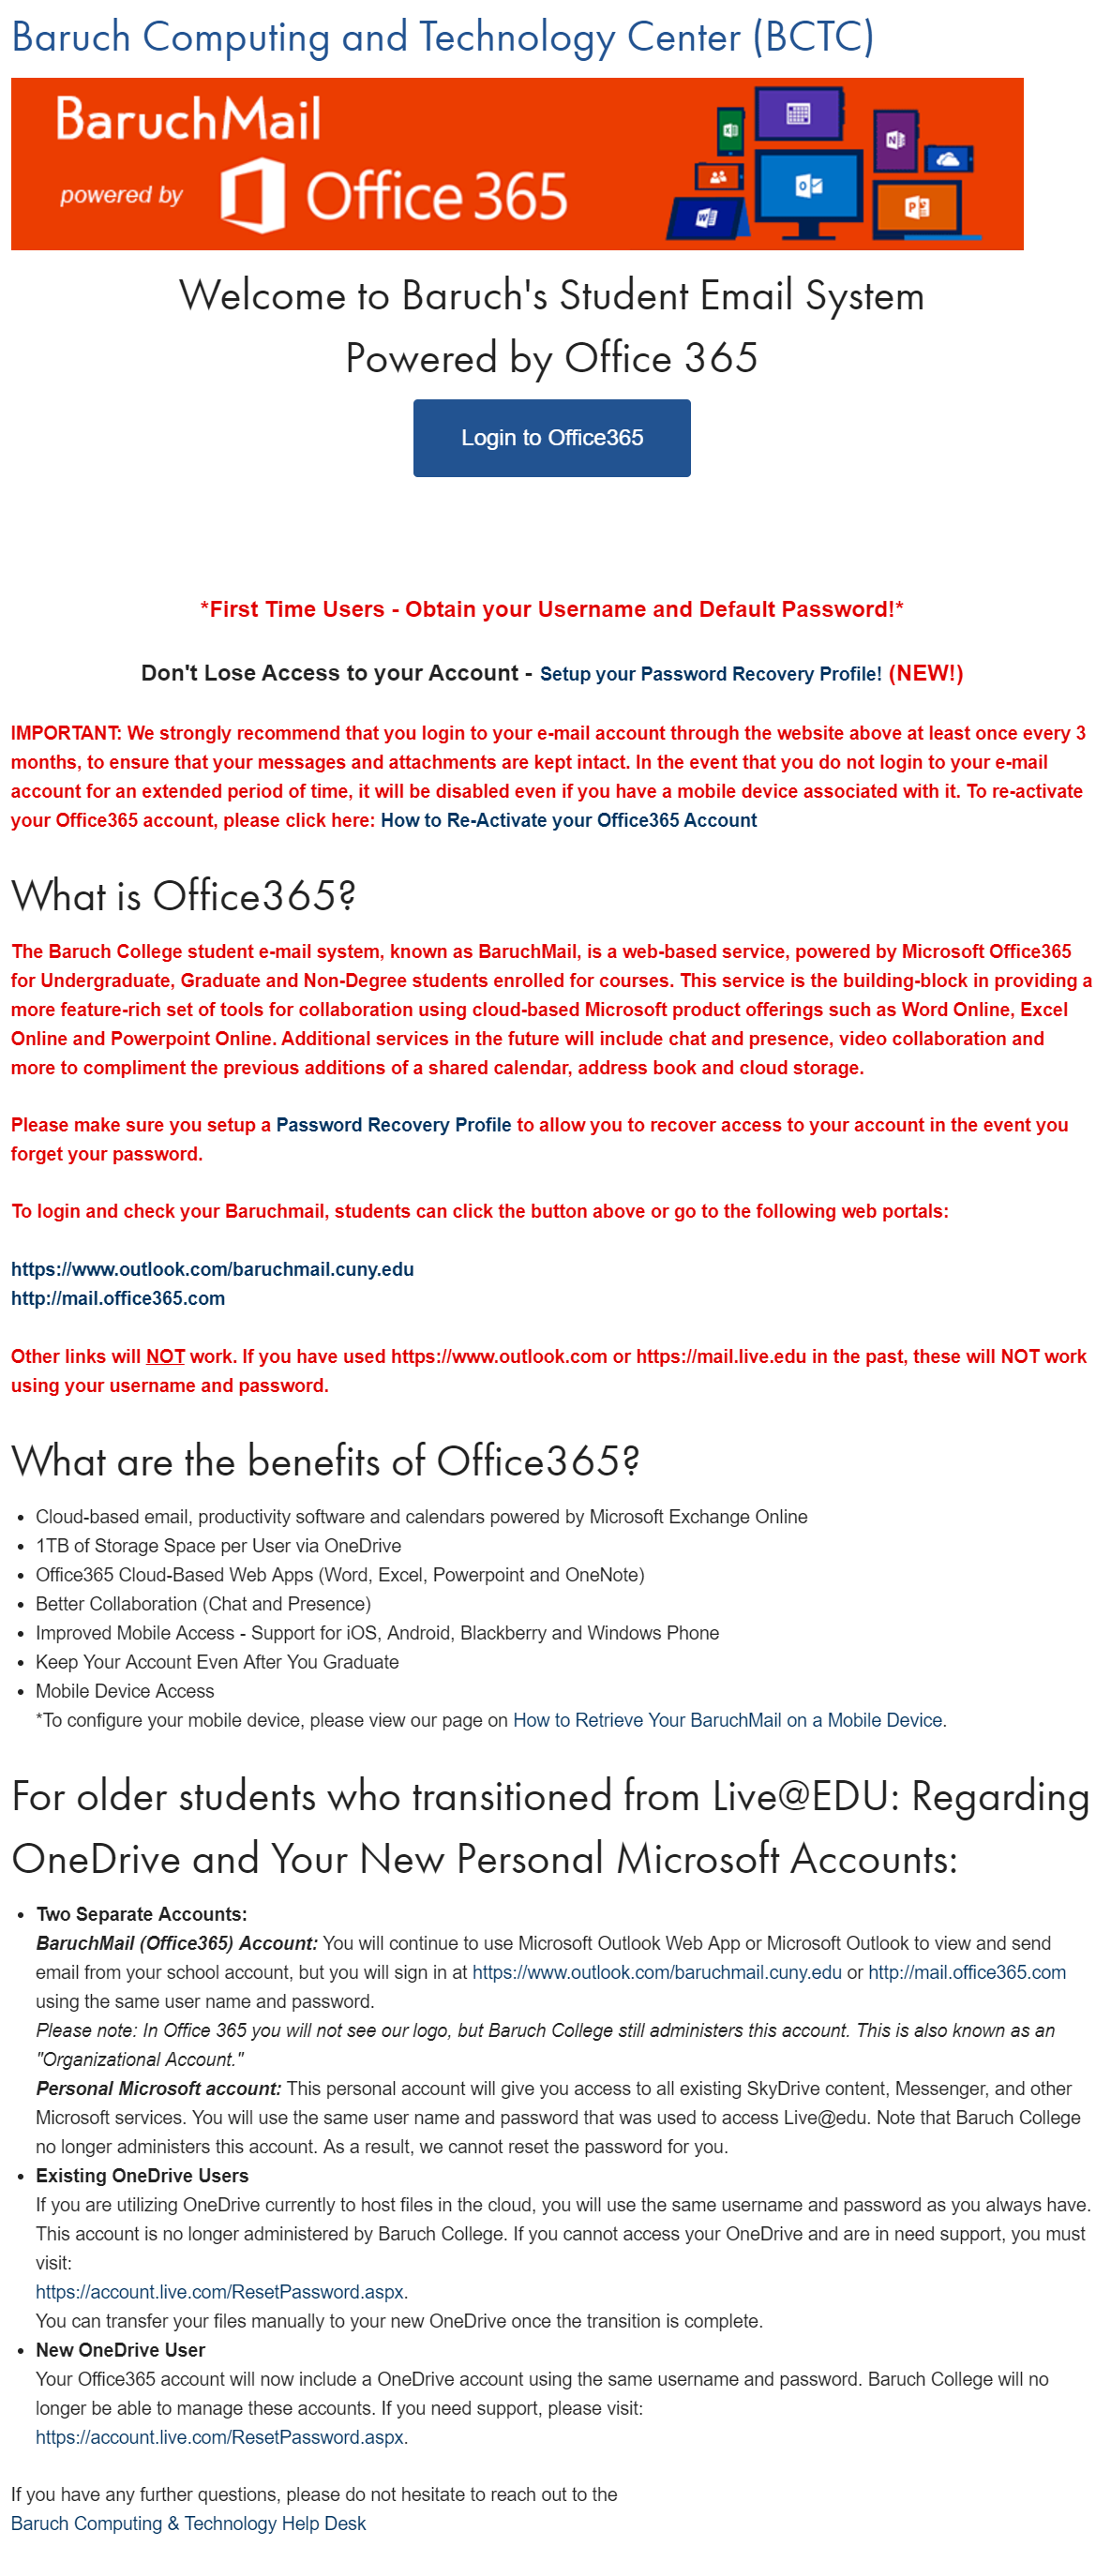 Baruch Computing and Technology Center (BCTC)
BaruchMail
powered by Office 365
Welcome to Baruch's Student Email System
Powered by Office 365
Login to Office365
*First Time Users - Obtain your Username and Default Password!*
Don't Lose Access to your Account - Setup your Password Recovery Profile! (NEW!)
IMPORTANT: We strongly recommend that you login to your e-mail account through the website above at least once every 3
months, to ensure that your messages and attachments are kept intact. In the event that you do not login to your e-mail
account for an extended period of time, it will be disabled even if you have a mobile device associated with it. To re-activate
your Office365 account, please click here: How to Re-Activate your Office365 Account
What is Office365?
The Baruch College student e-mail system, known as BaruchMail, is a web-based service, powered by Microsoft Office365
for Undergraduate, Graduate and Non-Degree students enrolled for courses. This service is the building-block in providing a
more feature-rich set of tools for collaboration using cloud-based Microsoft product offerings such as Word Online, Excel
Online and Powerpoint Online. Additional services in the future will include chat and presence, video collaboration and
more to compliment the previous additions of a shared calendar, address book and cloud storage.
Please make sure you setup a Password Recovery Profile to allow you to recover access to your account in the event you
forget your password.
To login and check your Baruchmail, students can click the button above or go to the following web portals:
https://www.outlook.com/baruchmail.cuny.edu
http://mail.office365.com
Other links will NOT work. If you have used https://www.outlook.com or https://mail.live.edu in the past, these will NOT work
using your username and password.
What are the benefits of Office365?
• Cloud-based email, productivity software and calendars powered by Microsoft Exchange Online
• 1TB of Storage Space per User via OneDrive
• Office365 Cloud-Based Web Apps (Word, Excel, Powerpoint and OneNote)
• Better Collaboration (Chat and Presence)
• Improved Mobile Access - Support for iOS, Android, Blackberry and Windows Phone
• Keep Your Account Even After You Graduate
• Mobile Device Access
*To configure your mobile device, please view our page on How to Retrieve Your BaruchMail on a Mobile Device.
For older students who transitioned from Live@EDU: Regarding
OneDrive and Your New Personal Microsoft Accounts:
• Two Separate Accounts:
BaruchMail (Office365) Account: You will continue to use Microsoft Outlook Web App or Microsoft Outlook to view and send
email from your school account, but you will sign in at https://www.outlook.com/baruchmail.cuny.edu or http://mail.office365.com
using the same user name and password.
Please note: In Office 365 you will not see our logo, but Baruch College still administers this account. This is also known as an
"Organizational Account."
Personal Microsoft account: This personal account will give you access to all existing SkyDrive content, Messenger, and other
Microsoft services. You will use the same user name and password that was used to access Live@edu. Note that Baruch College
no longer administers this account. As a result, we cannot reset the password for you.
• Existing OneDrive Users
If you are utilizing OneDrive currently to host files in the cloud, you will use the same username and password as you always have.
This account is no longer administered by Baruch College. If you cannot access your OneDrive and are in need support, you must
visit:
https://account.live.com/ResetPassword.aspx.
You can transfer your files manually to your new OneDrive once the transition is complete.
• New OneDrive User
Your Office365 account will now include a OneDrive account using the same username and password. Baruch College will no
longer be able to manage these accounts. If you need support, please visit:
https://account.live.com/ResetPassword.aspx.
If you have any further questions, please do not hesitate to reach out to the
Baruch Computing & Technology Help Desk